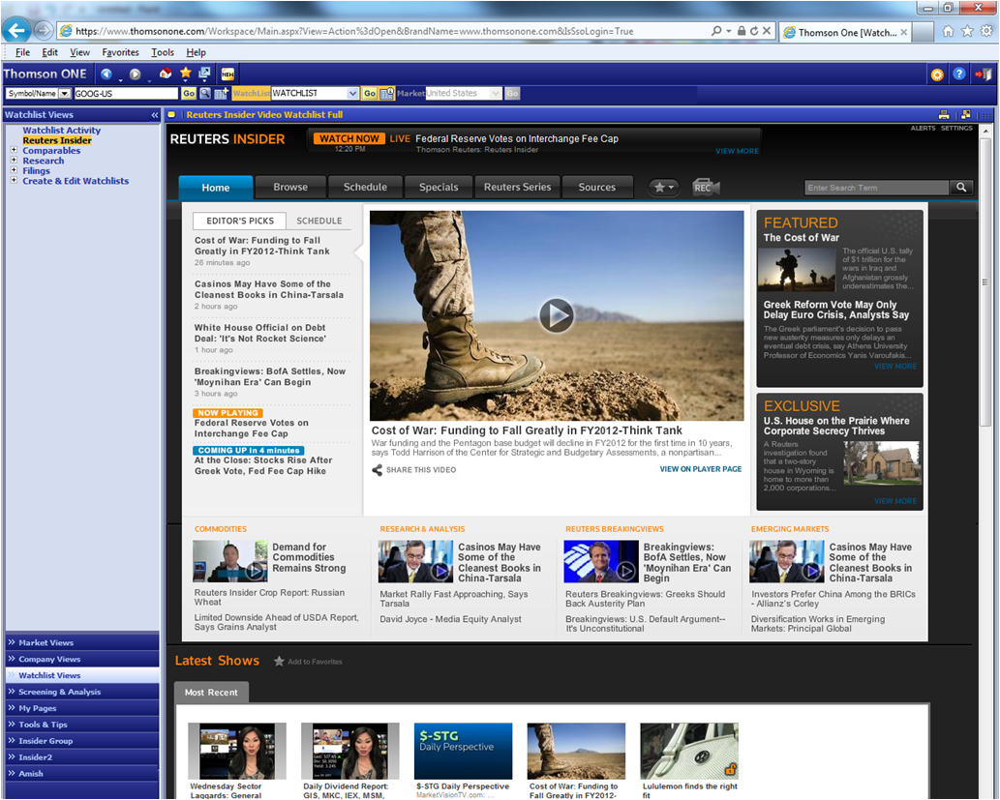 https://www.thomsonone.com/Workspace/Main.aspx?View=Action%3dOpen&BrandName=www.thomsonone.com&IsSsoLogin=True
Thomson One [Watch...
File Edit View Favorites Tools Help
Thomson ONE
NEW
Symbol/Name GOOG-US Go WatchList WATCHLIST Go Market United States Go
Watchlist Views
Watchlist Activity
Reuters Insider
Comparables
Research
Filings
Create & Edit Watchlists
Market Views
Company Views
Watchlist Views
Screening & Analysis
My Pages
Tools & Tips
Insider Group
Insider2
Amish
Reuters Insider Video Watchlist Full
ALERTS SETTINGS
REUTERS INSIDER
WATCH NOW LIVE Federal Reserve Votes on Interchange Fee Cap
12:20 PM Thomson Reuters: Reuters Insider
VIEW MORE
Home Browse Schedule Specials Reuters Series Sources
REC
Enter Search Term
EDITOR'S PICKS SCHEDULE
Cost of War: Funding to Fall
Greatly in FY2012-Think Tank
26 minutes ago
Casinos May Have Some of the
Cleanest Books in China-Tarsala
2 hours ago
White House Official on Debt
Deal: 'It's Not Rocket Science'
1 hour ago
Breakingviews: BofA Settles, Now
'Moynihan Era' Can Begin
3 hours ago
NOW PLAYING
Federal Reserve Votes on
Interchange Fee Cap
COMING UP in 4 minutes
At the Close: Stocks Rise After
Greek Vote, Fed Fee Cap Hike
Cost of War: Funding to Fall Greatly in FY2012-Think Tank
War funding and the Pentagon base budget will decline in FY2012 for the first time in 10 years,
says Todd Harrison of the Center for Strategic and Budgetary Assessments, a nonpartisan...
SHARE THIS VIDEO
VIEW ON PLAYER PAGE
FEATURED
The Cost of War
The official U.S. tally
of $1 trillion for the
wars in Iraq and
Afghanistan grossly
underestimates the...
Greek Reform Vote May Only
Delay Euro Crisis, Analysts Say
The Greek parliament's decision to pass
new austerity measures only delays an
eventual debt crisis, say Athens University
Professor of Economics Yanis Varoufakis...
VIEW MORE
EXCLUSIVE
U.S. House on the Prairie Where
Corporate Secrecy Thrives
A Reuters
investigation found
that a two-story
house in Wyoming is
home to more than
2,000 corporations...
VIEW MORE
COMMODITIES
Demand for
Commodities
Remains Strong
Reuters Insider Crop Report: Russian
Wheat
Limited Downside Ahead of USDA Report,
Says Grains Analyst
RESEARCH & ANALYSIS
Casinos May Have
Some of the
Cleanest Books in
China-Tarsala
Market Rally Fast Approaching, Says
Tarsala
David Joyce - Media Equity Analyst
REUTERS BREAKINGVIEWS
Breakingviews:
BofA Settles, Now
'Moynihan Era' Can
Begin
Reuters Breakingviews: Greeks Should
Back Austerity Plan
Breakingviews: U.S. Default Argument--
It's Unconstitutional
EMERGING MARKETS
Casinos May Have
Some of the
Cleanest Books in
China-Tarsala
Investors Prefer China Among the BRICs
- Allianz's Corley
Diversification Works in Emerging
Markets: Principal Global
Latest Shows
Add to Favorites
Most Recent
Wednesday Sector
Laggards: General
Daily Dividend Report:
GIS, MKC, IEX, MSM,
$-STG
Daily Perspective
$-STG Daily Perspective
MarketVisionTV.com: ...
Cost of War: Funding to
Fall Greatly in FY2012-
Lululemon finds the right
fit